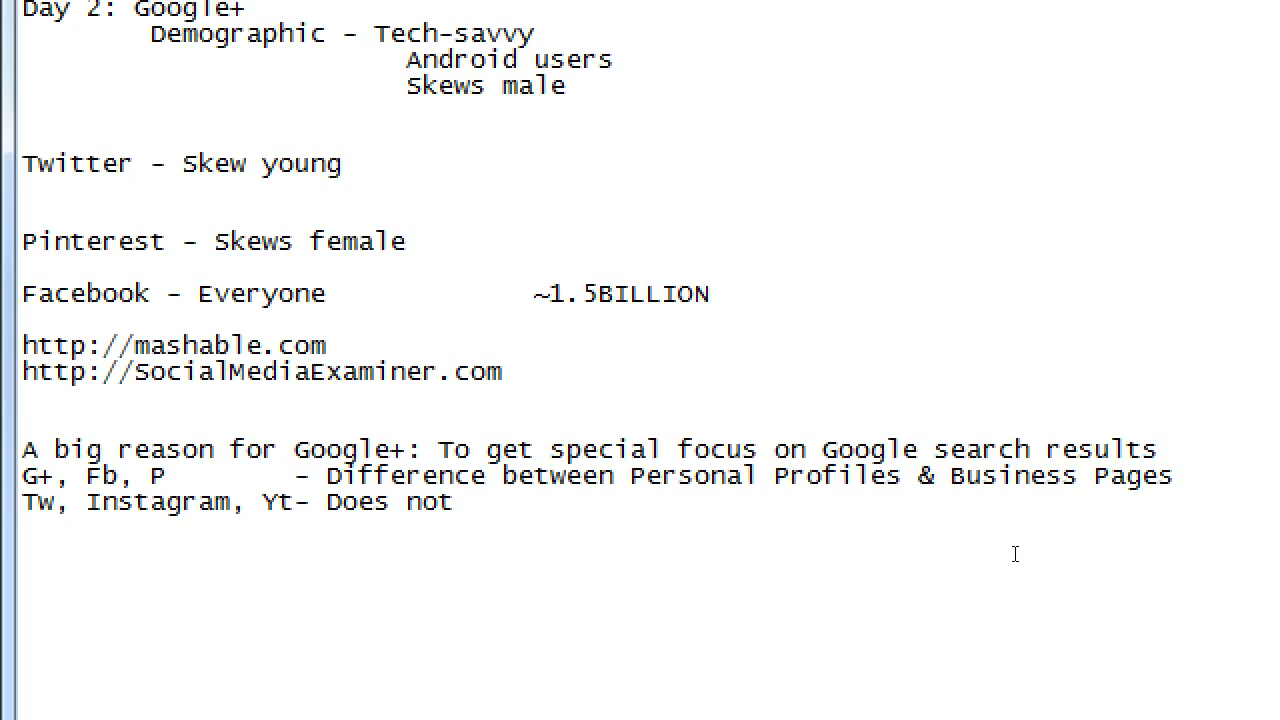 Day 2: Google+
Demographic - Tech-savvy
Android users
Skews male
Twitter - Skew young
Pinterest - Skews female
Facebook - Everyone ~1.5BILLION
http://mashable.com
http://SocialMediaExaminer.com
A big reason for Google+: To get special focus on Google search results
G+, Fb, P - Difference between Personal Profiles & Business Pages
Tw, Instagram, Yt- Does not